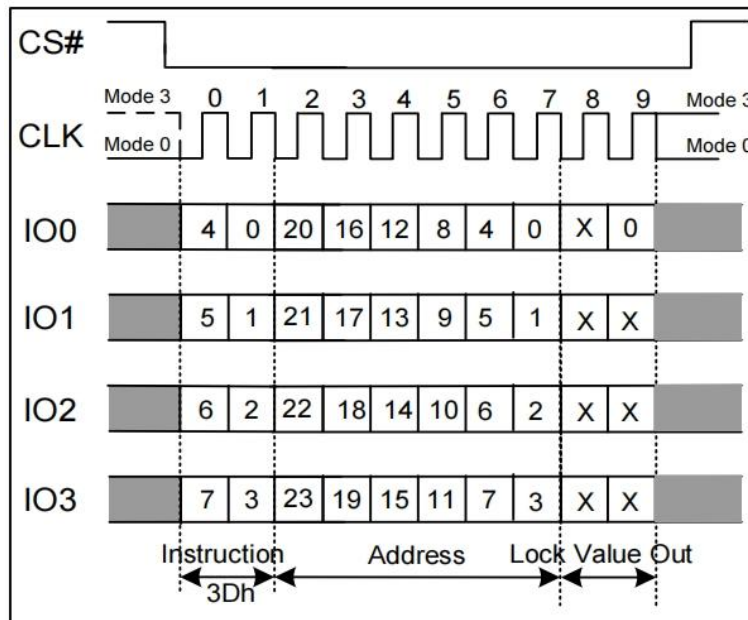 CS#
Mode 3 0 1 2 3 4 5 6 7 8 9 Mode 3
CLK
Mode 0 Mode 0
IO0 4 0 20 16 12 8 4 0 X 0
IO1 5 1 21 17 13 9 5 1 X X
IO2 6 2 22 18 14 10 6 2 X X
IO3 7 3 23 19 15 11 7 3 X X
Instruction Address Lock Value Out
3Dh